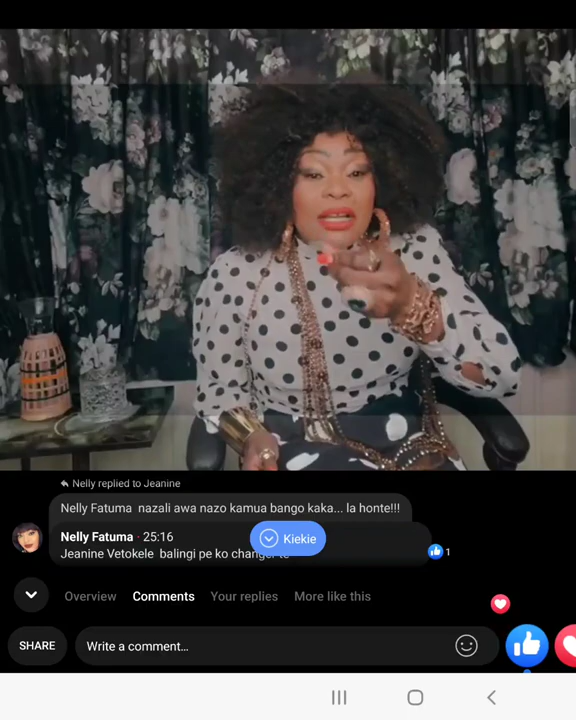 Nelly replied to Jeanine
Nelly Fatuma nazali awa nazo kamua bango kaka... la honte!!!
Nelly Fatuma · 25:16
Jeanine Vetokele balingi pe ko te
Kiekie
1
Overview Comments Your replies More like this
SHARE Write a comment...